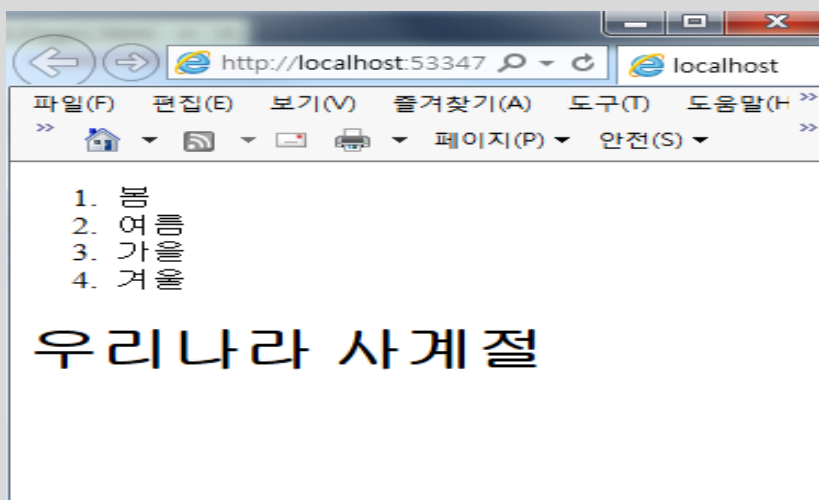 http://localhost:53347
localhost
파일(F) 편집(E) 보기(V) 즐겨찾기(A) 도구(T) 도움말(H
페이지(P) 안전(S)
1. 봄
2. 여름
3. 가을
4. 겨울
우리나라 사계절